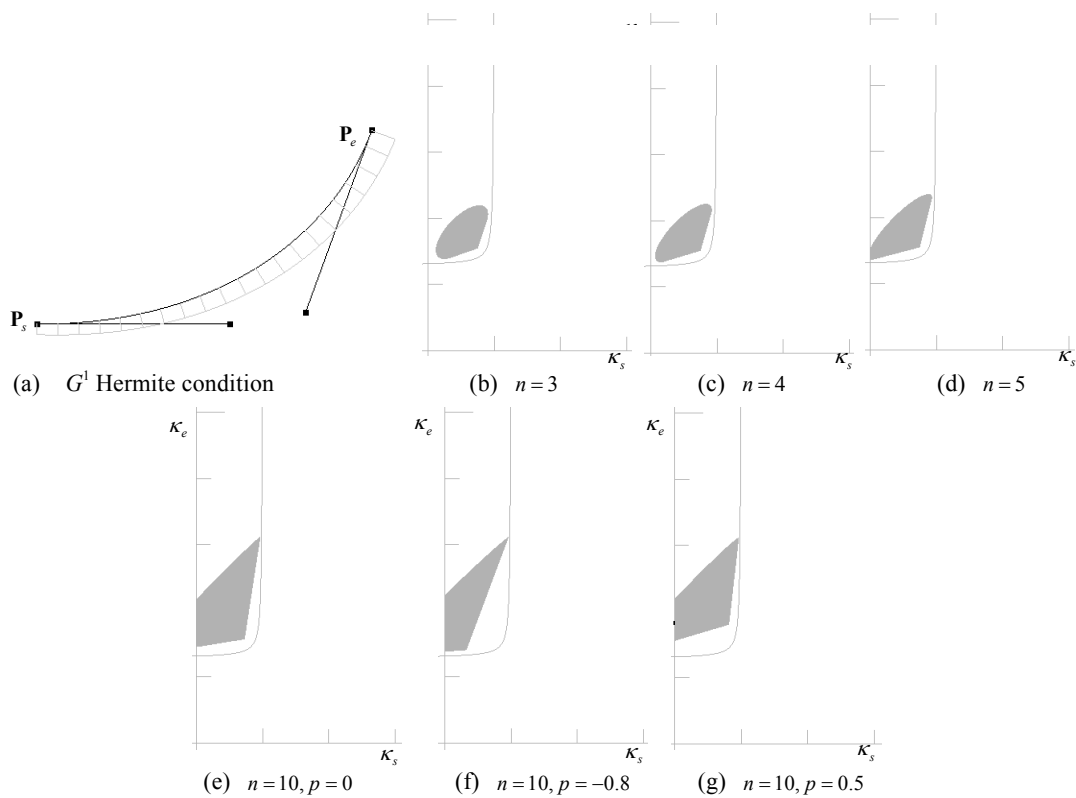 P_e
P_s
κ_s
κ_s
κ_s
(a) G^1 Hermite condition
(b) n = 3
(c) n = 4
(d) n = 5
κ_e
κ_e
κ_e
κ_s
κ_s
κ_s
(e) n = 10, p = 0
(f) n = 10, p = −0.8
(g) n = 10, p = 0.5